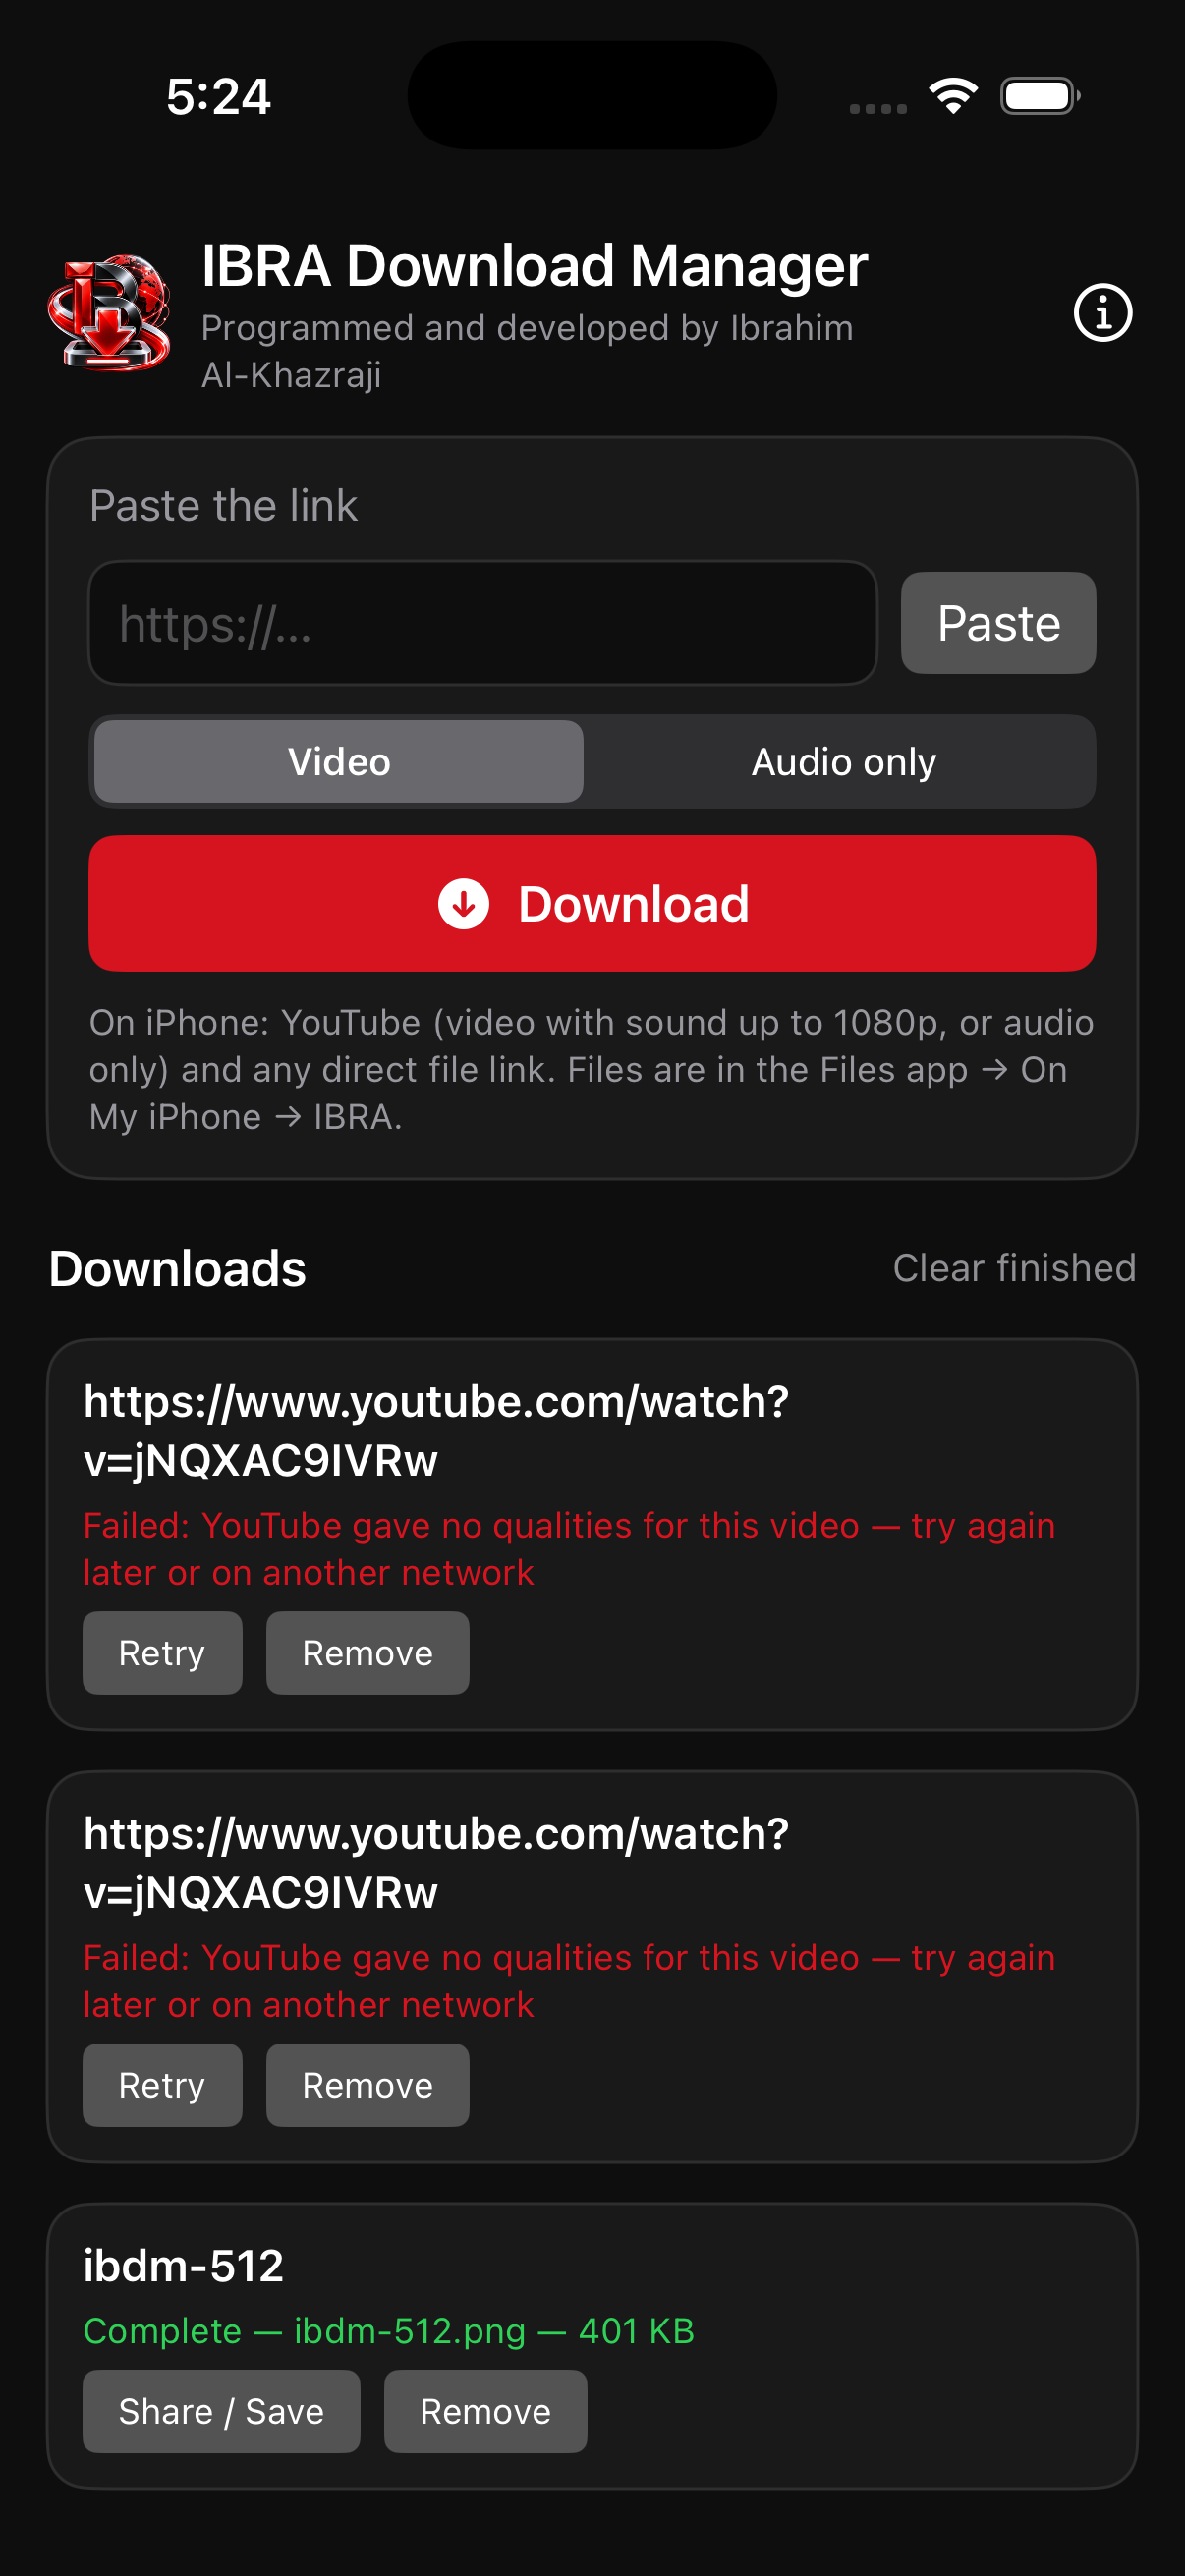 5:24
IBRA Download Manager
Programmed and developed by Ibrahim
Al-Khazraji
Paste the link
https://...
Paste
Video
Audio only
Download
On iPhone: YouTube (video with sound up to 1080p, or audio
only) and any direct file link. Files are in the Files app → On
My iPhone → IBRA.
Downloads
Clear finished
https://www.youtube.com/watch?
v=jNQXAC9IVRw
Failed: YouTube gave no qualities for this video — try again
later or on another network
Retry
Remove
https://www.youtube.com/watch?
v=jNQXAC9IVRw
Failed: YouTube gave no qualities for this video — try again
later or on another network
Retry
Remove
ibdm-512
Complete — ibdm-512.png — 401 KB
Share / Save
Remove